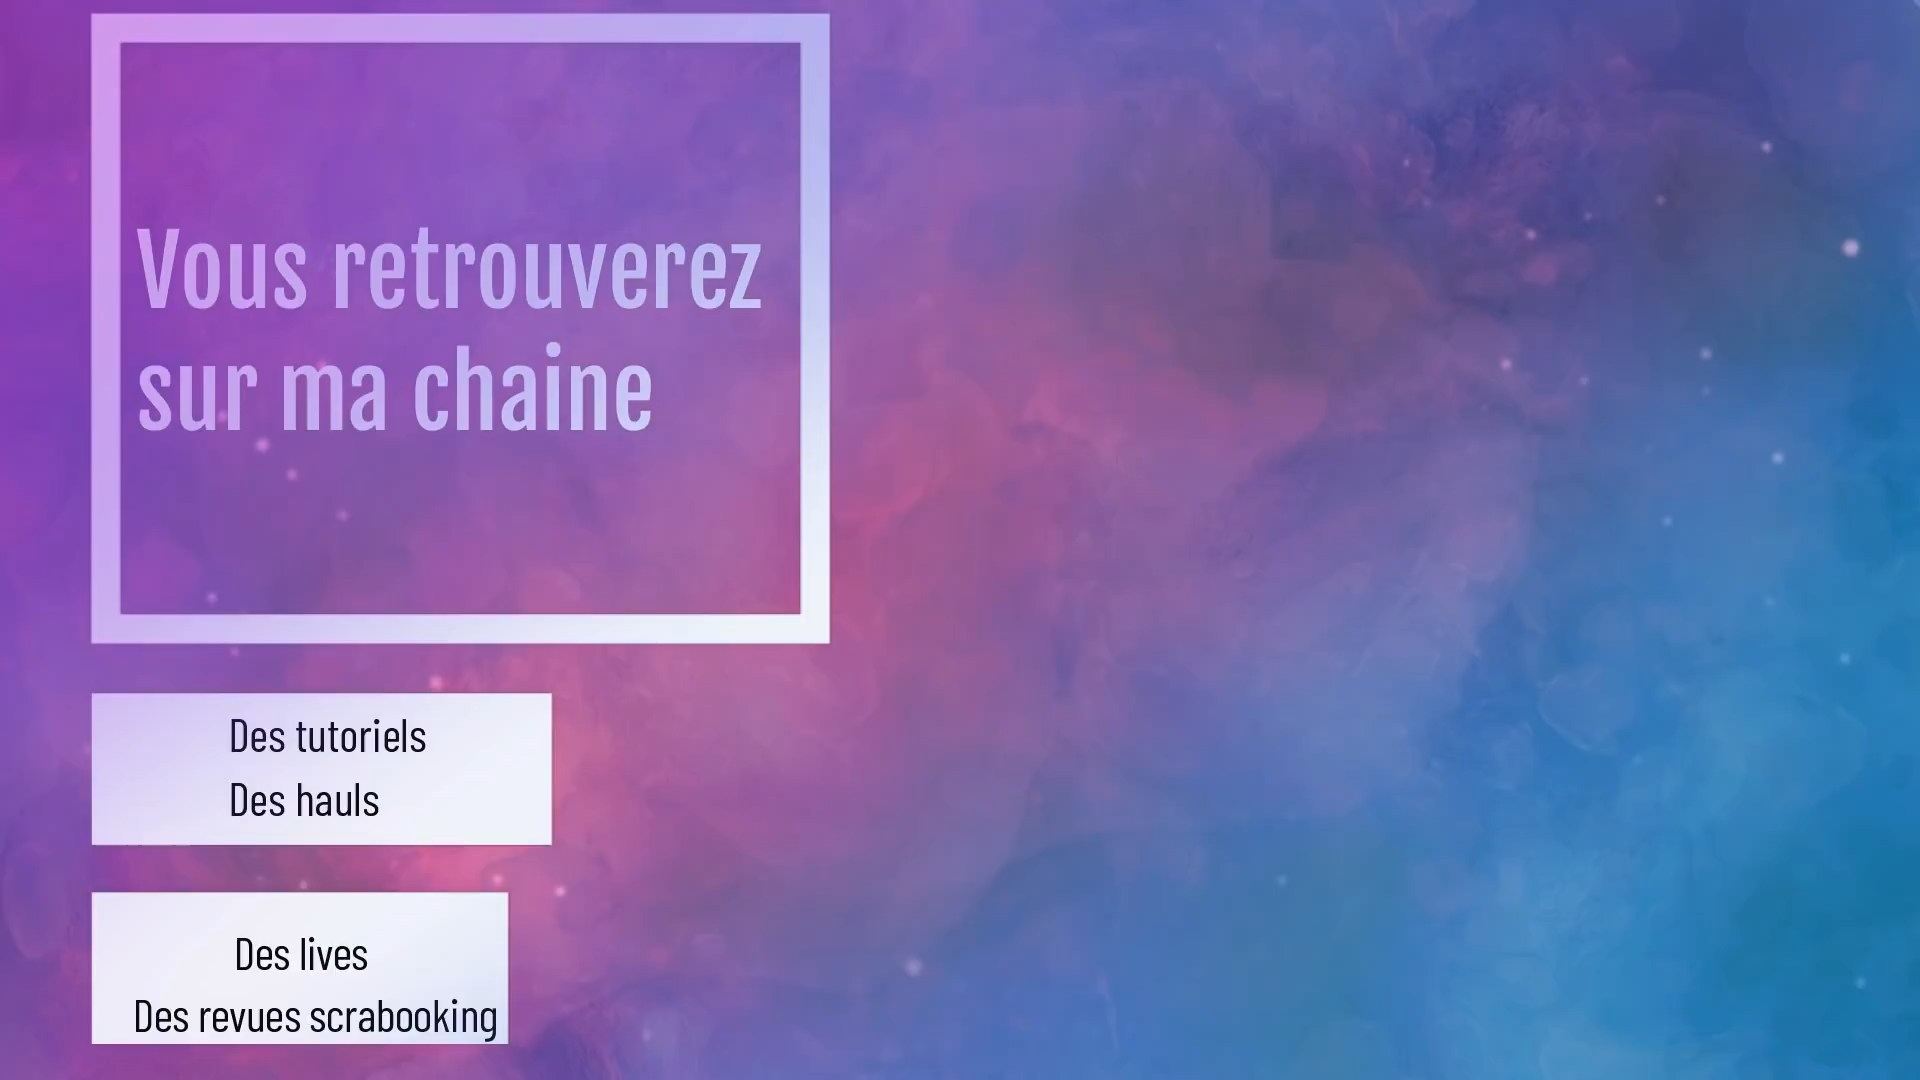 Vous retrouverez
sur ma chaine
Des tutoriels
Des hauls
Des lives
Des revues scrabooking